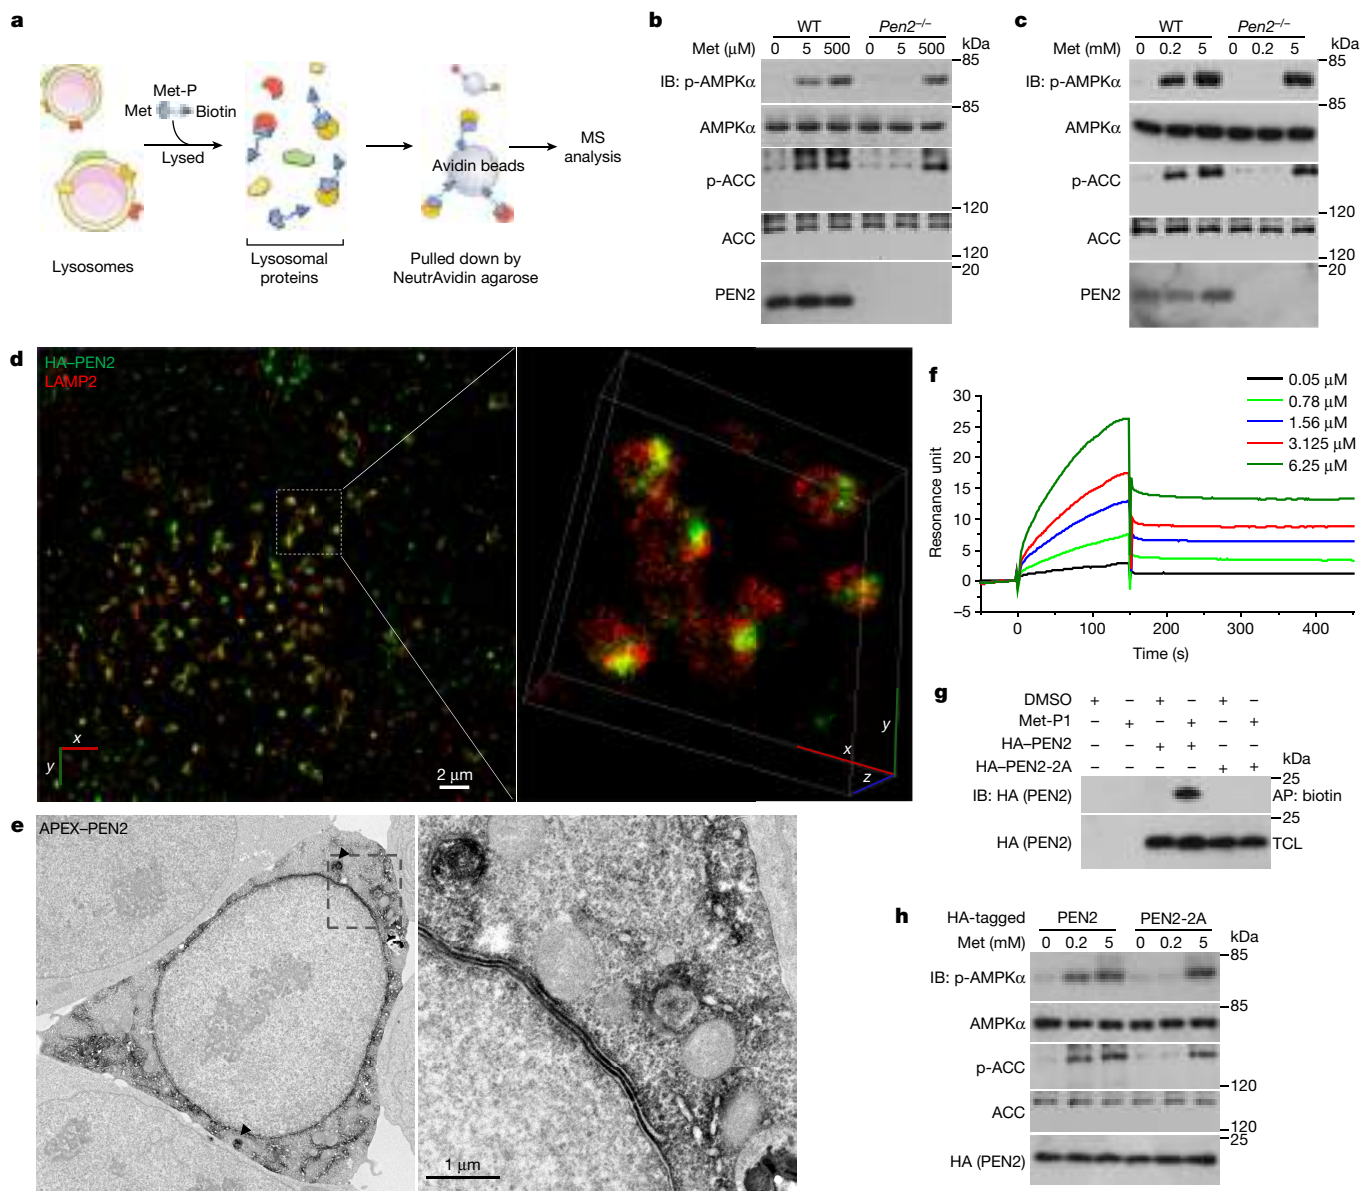 a
Met-P
Met
Biotin
Lysed
Avidin beads
MS
analysis
Lysosomes
Lysosomal
proteins
Pulled down by
NeutrAvidin agarose
b
WT Pen2–/–
Met (μM) 0 5 500 0 5 500 kDa
IB: p-AMPKα
85
AMPKα
85
p-ACC
120
ACC
120
PEN2
20
c
WT Pen2–/–
Met (mM) 0 0.2 5 0 0.2 5 kDa
IB: p-AMPKα
85
AMPKα
85
p-ACC
120
ACC
120
PEN2
20
d
HA–PEN2
LAMP2
x
y
2 μm
x
y
z
e
APEX–PEN2
1 μm
f
0.05 μM
0.78 μM
1.56 μM
3.125 μM
6.25 μM
Resonance unit
30
25
20
15
10
5
0
–5
0 100 200 300 400
Time (s)
g
DMSO + – + – + –
Met-P1 – + – + – +
HA–PEN2 – – + + – –
HA–PEN2-2A – – – – + +
kDa
25
IB: HA (PEN2) AP: biotin
25
HA (PEN2) TCL
h
HA-tagged PEN2 PEN2-2A
Met (mM) 0 0.2 5 0 0.2 5 kDa
85
IB: p-AMPKα
85
AMPKα
p-ACC
120
ACC
120
25
HA (PEN2)